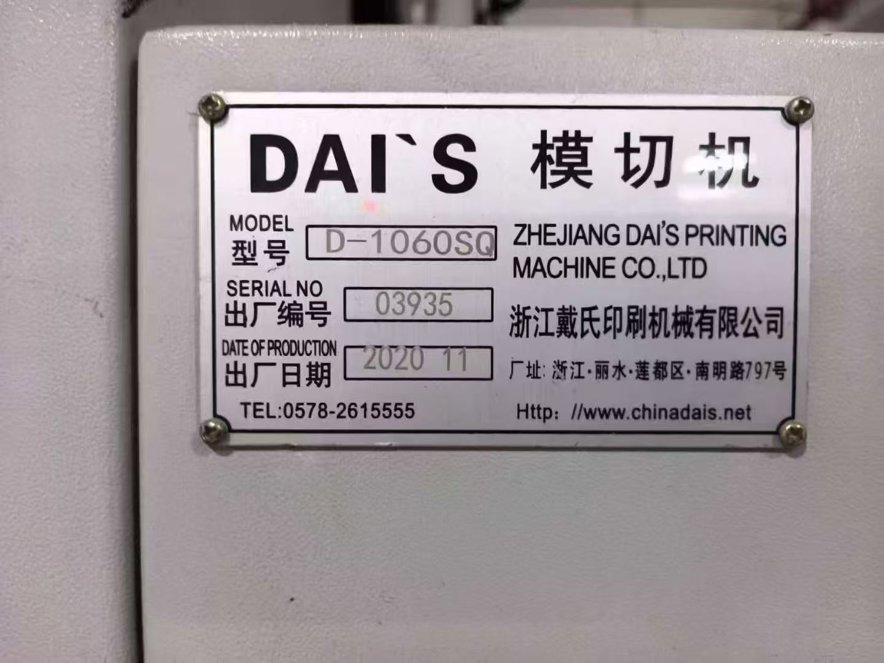 DAI`S 模切机
MODEL
型号 D-1060SQ
SERIAL NO
出厂编号 03935
DATE OF PRODUCTION
出厂日期 2020 11
TEL:0578-2615555
ZHEJIANG DAI'S PRINTING
MACHINE CO.,LTD
浙江戴氏印刷机械有限公司
厂址:浙江·丽水·莲都区·南明路797号
Http: //www.chinadais.net